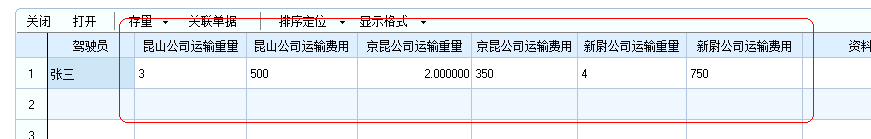 关闭 打开 存量 关联单据 排序定位 显示格式
驾驶员 昆山公司运输重量 昆山公司运输费用 京昆公司运输重量 京昆公司运输费用 新尉公司运输重量 新尉公司运输费用 资料
1 张三 3 500 2.000000 350 4 750
2
3